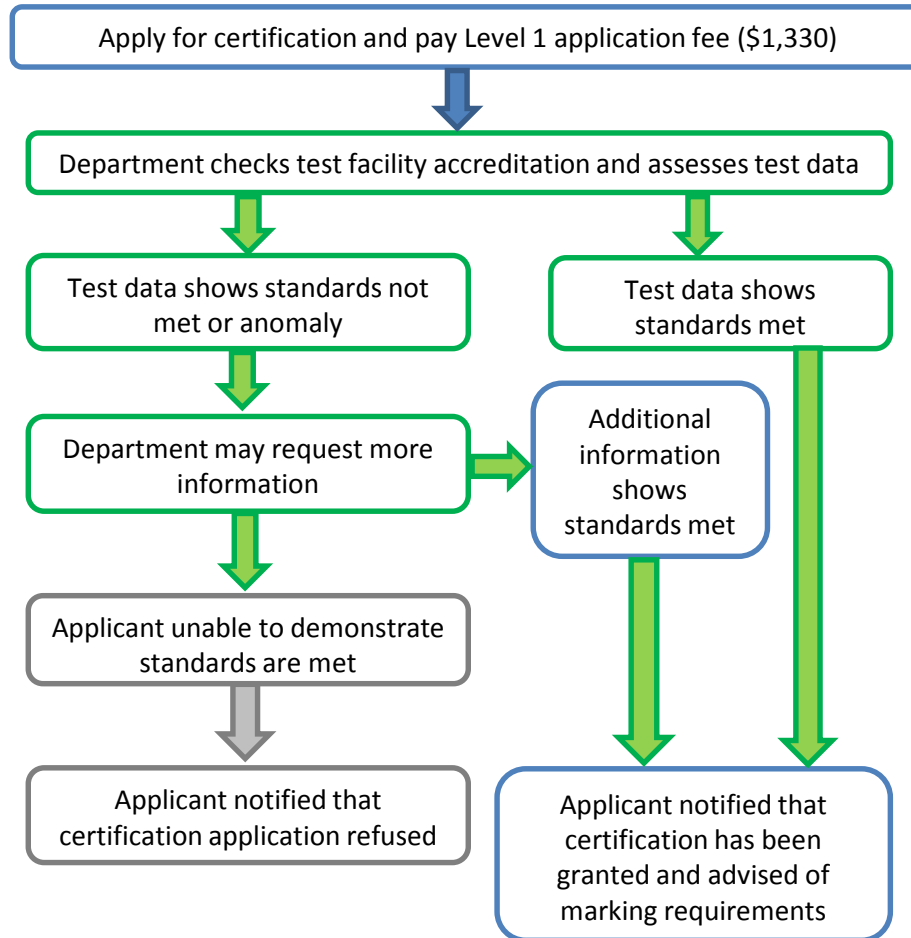 Apply for certification and pay Level 1 application fee ($1,330)
Department checks test facility accreditation and assesses test data
Test data shows standards not
met or anomaly
Test data shows
standards met
Department may request more
information
Additional
information
shows
standards met
Applicant unable to demonstrate
standards are met
Applicant notified that
certification application refused
Applicant notified that
certification has been
granted and advised of
marking requirements